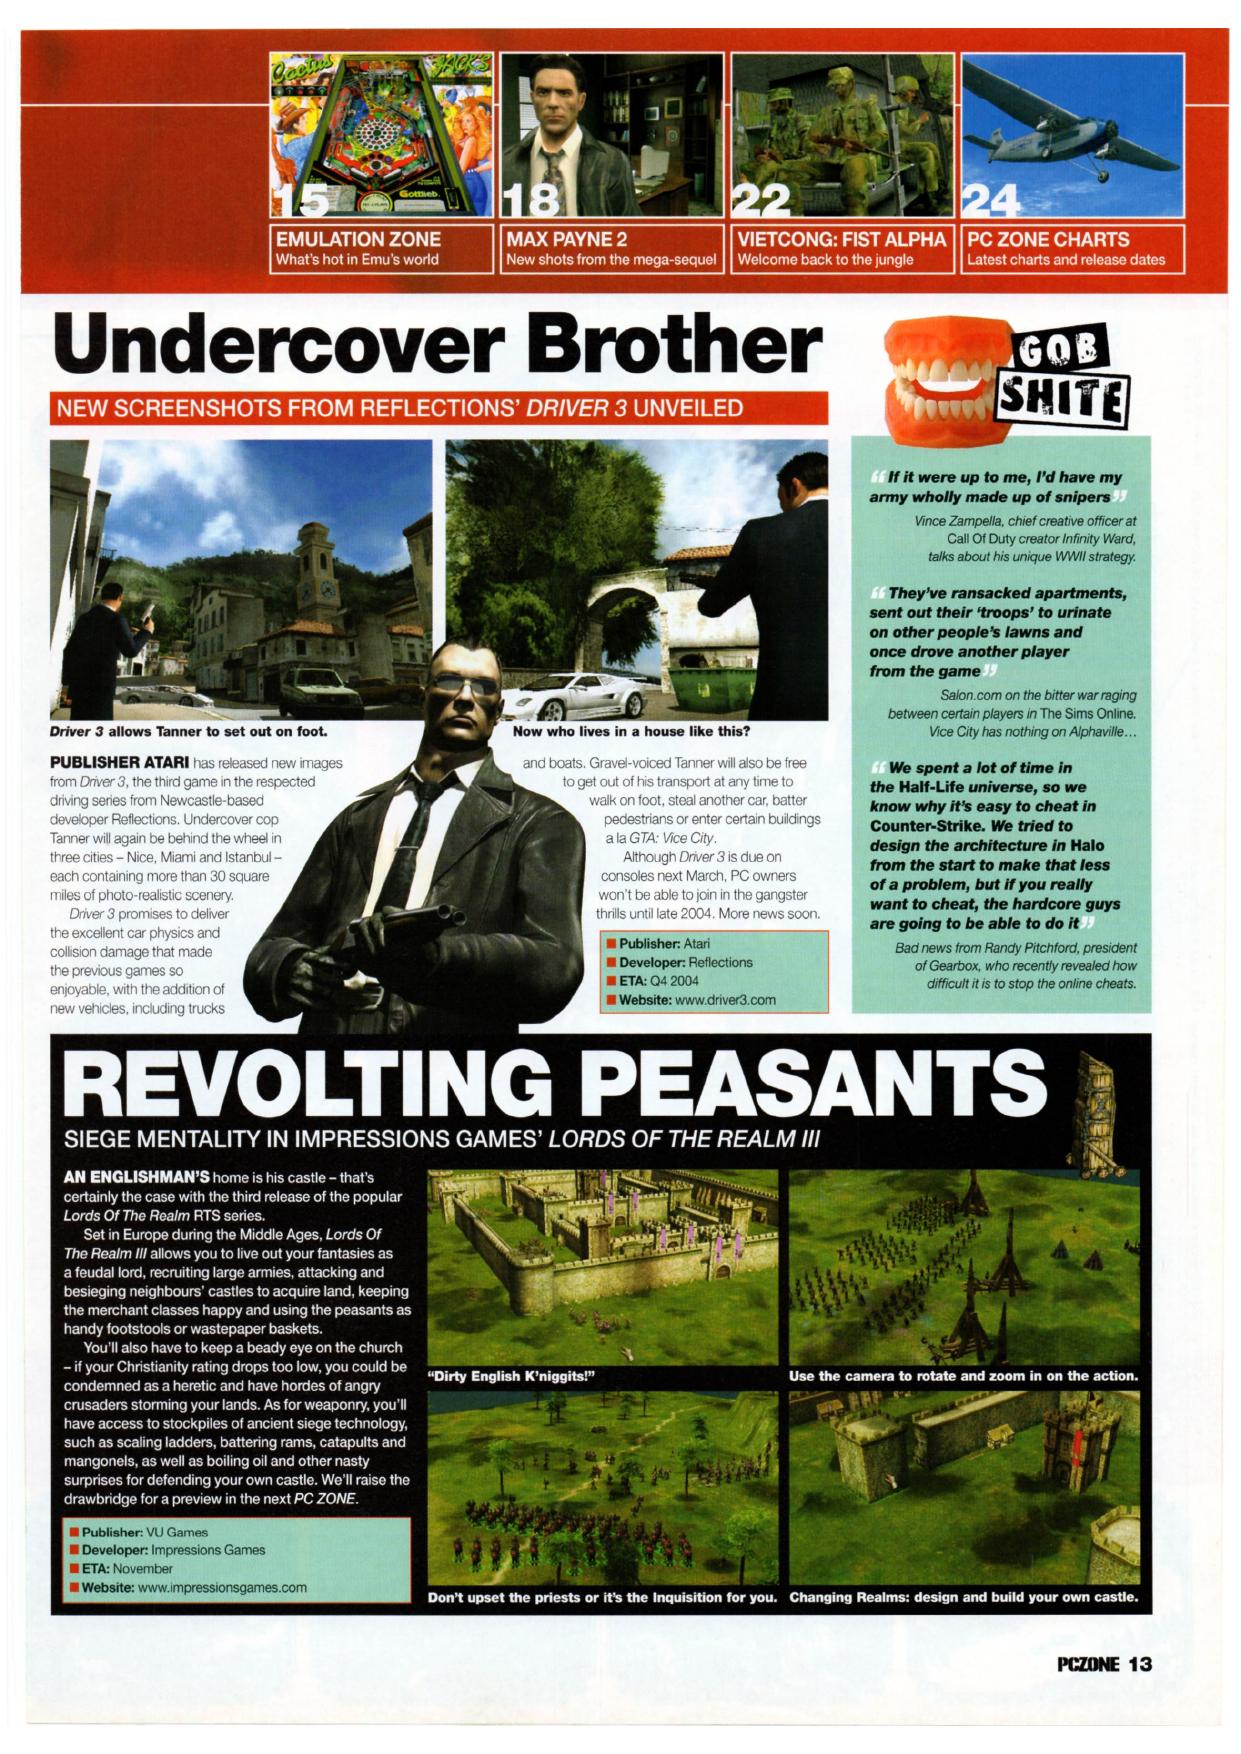 Cactus JACK'S
Gottlieb
15
18
22
24
EMULATION ZONE
What's hot in Emu's world
MAX PAYNE 2
New shots from the mega-sequel
VIETCONG: FIST ALPHA
Welcome back to the jungle
PC ZONE CHARTS
Latest charts and release dates
Undercover Brother
NEW SCREENSHOTS FROM REFLECTIONS' DRIVER 3 UNVEILED
Driver 3 allows Tanner to set out on foot.
Now who lives in a house like this?
PUBLISHER ATARI has released new images
from Driver 3, the third game in the respected
driving series from Newcastle-based
developer Reflections. Undercover cop
Tanner will again be behind the wheel in
three cities – Nice, Miami and Istanbul –
each containing more than 30 square
miles of photo-realistic scenery.
Driver 3 promises to deliver
the excellent car physics and
collision damage that made
the previous games so
enjoyable, with the addition of
new vehicles, including trucks
and boats. Gravel-voiced Tanner will also be free
to get out of his transport at any time to
walk on foot, steal another car, batter
pedestrians or enter certain buildings
a la GTA: Vice City.
Although Driver 3 is due on
consoles next March, PC owners
won't be able to join in the gangster
thrills until late 2004. More news soon.
Publisher: Atari
Developer: Reflections
ETA: Q4 2004
Website: www.driver3.com
GOB
SHITE
“If it were up to me, I'd have my
army wholly made up of snipers”
Vince Zampella, chief creative officer at
Call Of Duty creator Infinity Ward,
talks about his unique WWII strategy.
“They've ransacked apartments,
sent out their 'troops' to urinate
on other people's lawns and
once drove another player
from the game”
Salon.com on the bitter war raging
between certain players in The Sims Online.
Vice City has nothing on Alphaville...
“We spent a lot of time in
the Half-Life universe, so we
know why it's easy to cheat in
Counter-Strike. We tried to
design the architecture in Halo
from the start to make that less
of a problem, but if you really
want to cheat, the hardcore guys
are going to be able to do it”
Bad news from Randy Pitchford, president
of Gearbox, who recently revealed how
difficult it is to stop the online cheats.
REVOLTING PEASANTS
SIEGE MENTALITY IN IMPRESSIONS GAMES' LORDS OF THE REALM III
AN ENGLISHMAN'S home is his castle – that's
certainly the case with the third release of the popular
Lords Of The Realm RTS series.
Set in Europe during the Middle Ages, Lords Of
The Realm III allows you to live out your fantasies as
a feudal lord, recruiting large armies, attacking and
besieging neighbours' castles to acquire land, keeping
the merchant classes happy and using the peasants as
handy footstools or wastepaper baskets.
You'll also have to keep a beady eye on the church
– if your Christianity rating drops too low, you could be
condemned as a heretic and have hordes of angry
crusaders storming your lands. As for weaponry, you'll
have access to stockpiles of ancient siege technology,
such as scaling ladders, battering rams, catapults and
mangonels, as well as boiling oil and other nasty
surprises for defending your own castle. We'll raise the
drawbridge for a preview in the next PC ZONE.
Publisher: VU Games
Developer: Impressions Games
ETA: November
Website: www.impressionsgames.com
“Dirty English K'niggits!”
Use the camera to rotate and zoom in on the action.
Don't upset the priests or it's the Inquisition for you.
Changing Realms: design and build your own castle.
PCZONE 13